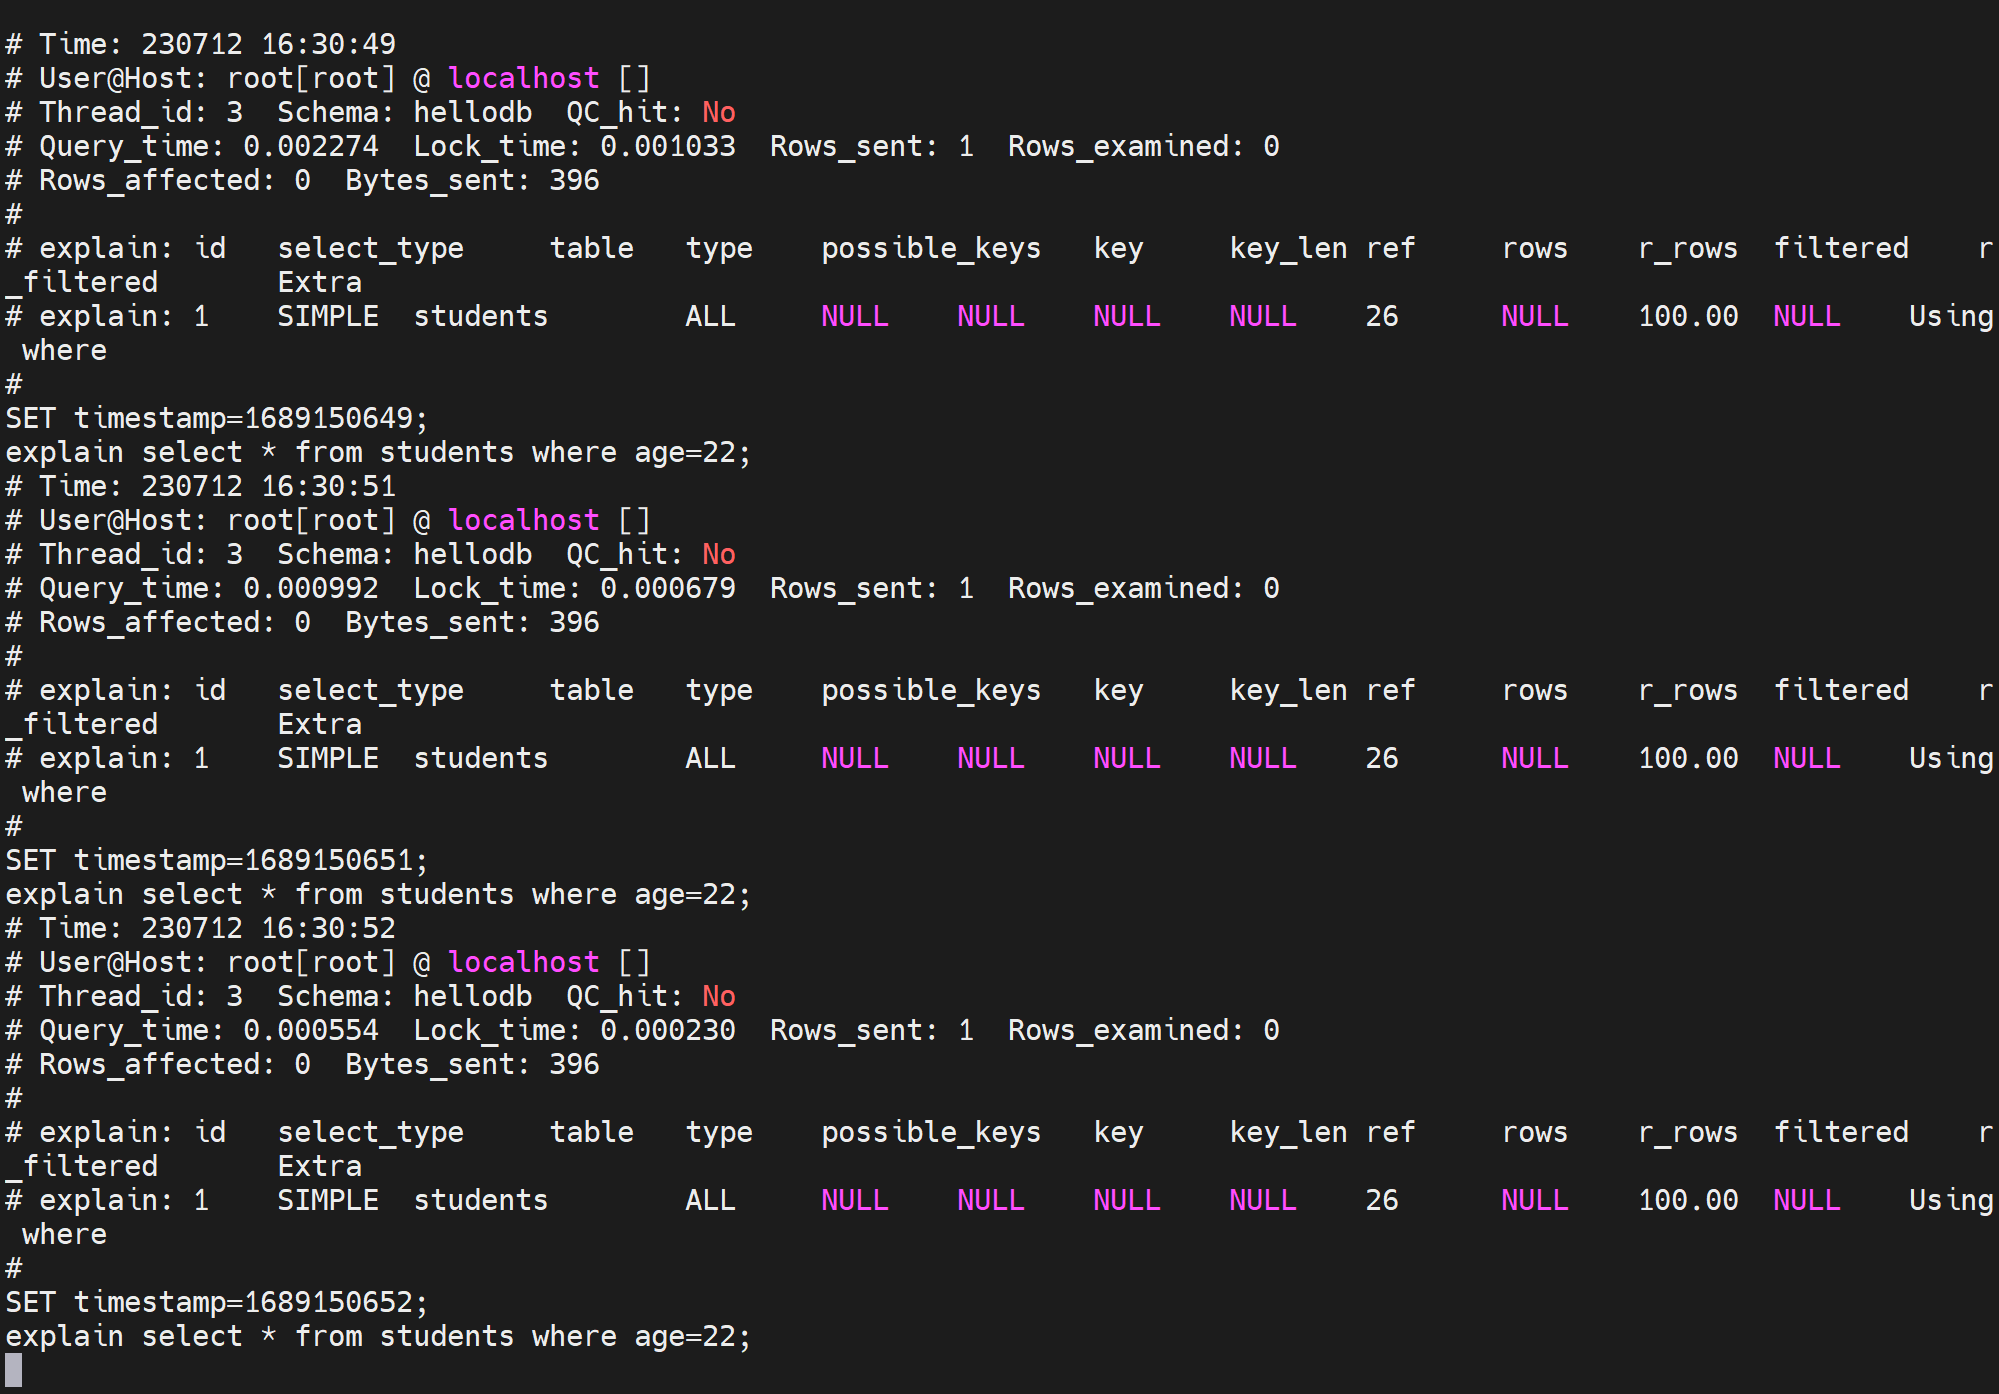 # Time: 230712 16:30:49
# User@Host: root[root] @ localhost []
# Thread_id: 3  Schema: hellodb  QC_hit: No
# Query_time: 0.002274  Lock_time: 0.001033  Rows_sent: 1  Rows_examined: 0
# Rows_affected: 0  Bytes_sent: 396
#
# explain: id   select_type     table   type    possible_keys   key     key_len ref     rows    r_rows  filtered    r
_filtered       Extra
# explain: 1    SIMPLE  students        ALL     NULL    NULL    NULL    NULL    26      NULL    100.00  NULL    Using
 where
#
SET timestamp=1689150649;
explain select * from students where age=22;
# Time: 230712 16:30:51
# User@Host: root[root] @ localhost []
# Thread_id: 3  Schema: hellodb  QC_hit: No
# Query_time: 0.000992  Lock_time: 0.000679  Rows_sent: 1  Rows_examined: 0
# Rows_affected: 0  Bytes_sent: 396
#
# explain: id   select_type     table   type    possible_keys   key     key_len ref     rows    r_rows  filtered    r
_filtered       Extra
# explain: 1    SIMPLE  students        ALL     NULL    NULL    NULL    NULL    26      NULL    100.00  NULL    Using
 where
#
SET timestamp=1689150651;
explain select * from students where age=22;
# Time: 230712 16:30:52
# User@Host: root[root] @ localhost []
# Thread_id: 3  Schema: hellodb  QC_hit: No
# Query_time: 0.000554  Lock_time: 0.000230  Rows_sent: 1  Rows_examined: 0
# Rows_affected: 0  Bytes_sent: 396
#
# explain: id   select_type     table   type    possible_keys   key     key_len ref     rows    r_rows  filtered    r
_filtered       Extra
# explain: 1    SIMPLE  students        ALL     NULL    NULL    NULL    NULL    26      NULL    100.00  NULL    Using
 where
#
SET timestamp=1689150652;
explain select * from students where age=22;